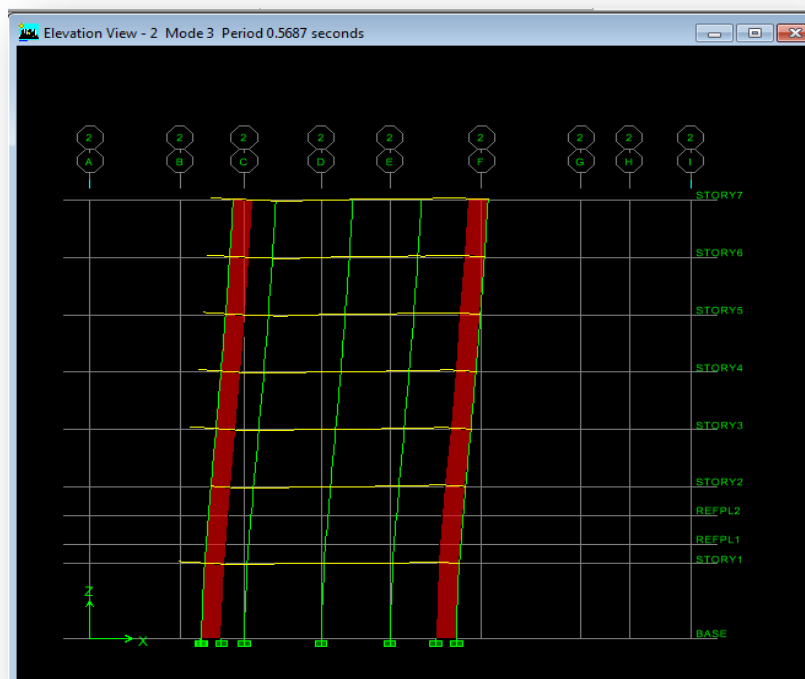 Elevation View - 2 Mode 3 Period 0.5687 seconds
2 2 2 2 2 2 2 2 2
A B C D E F G H I
STORY7
STORY6
STORY5
STORY4
STORY3
STORY2
REFPL2
REFPL1
STORY1
Z
X
BASE